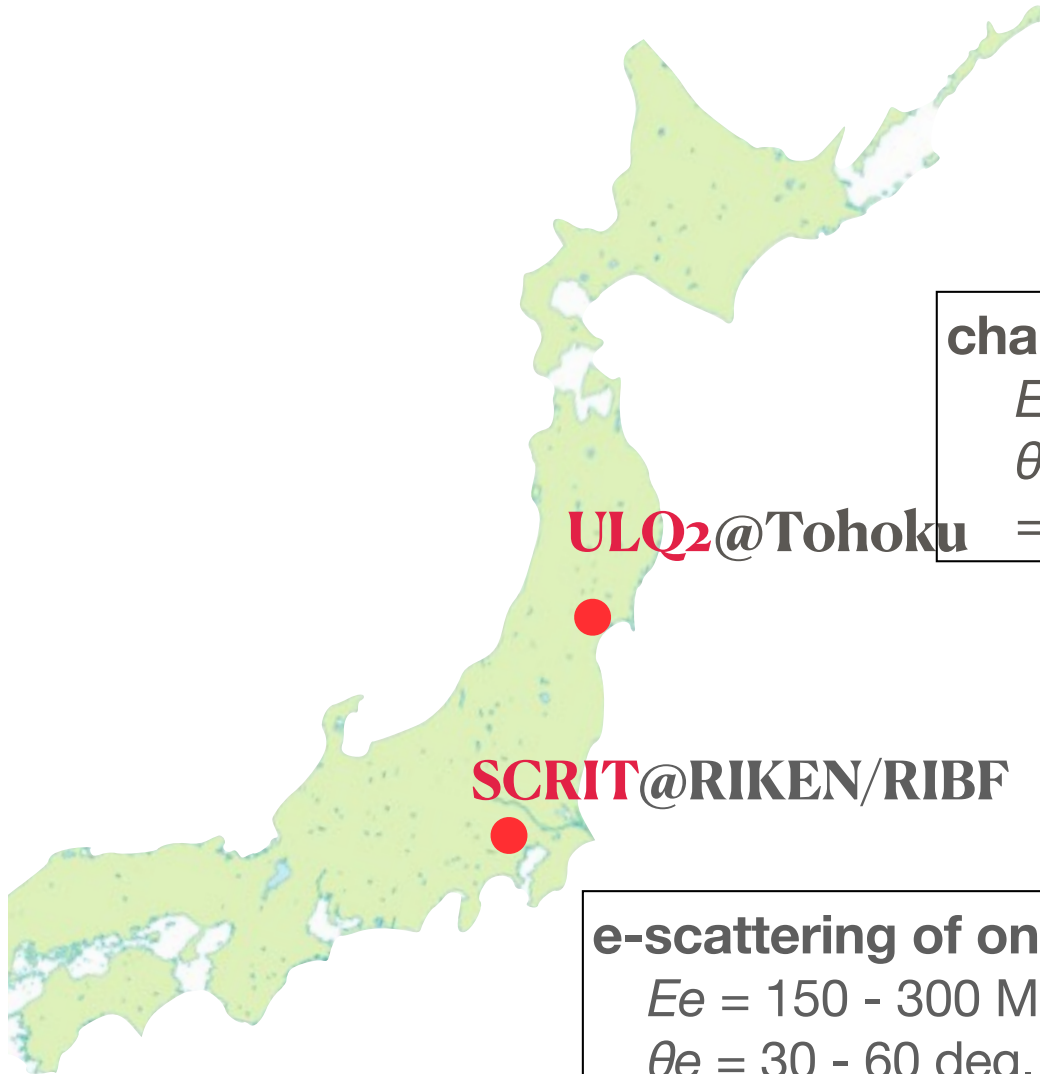 cha
E
θ
=
ULQ2@Tohoku
SCRIT@RIKEN/RIBF
e-scattering of on
Ee = 150 - 300 M
θe = 30 - 60 deg.